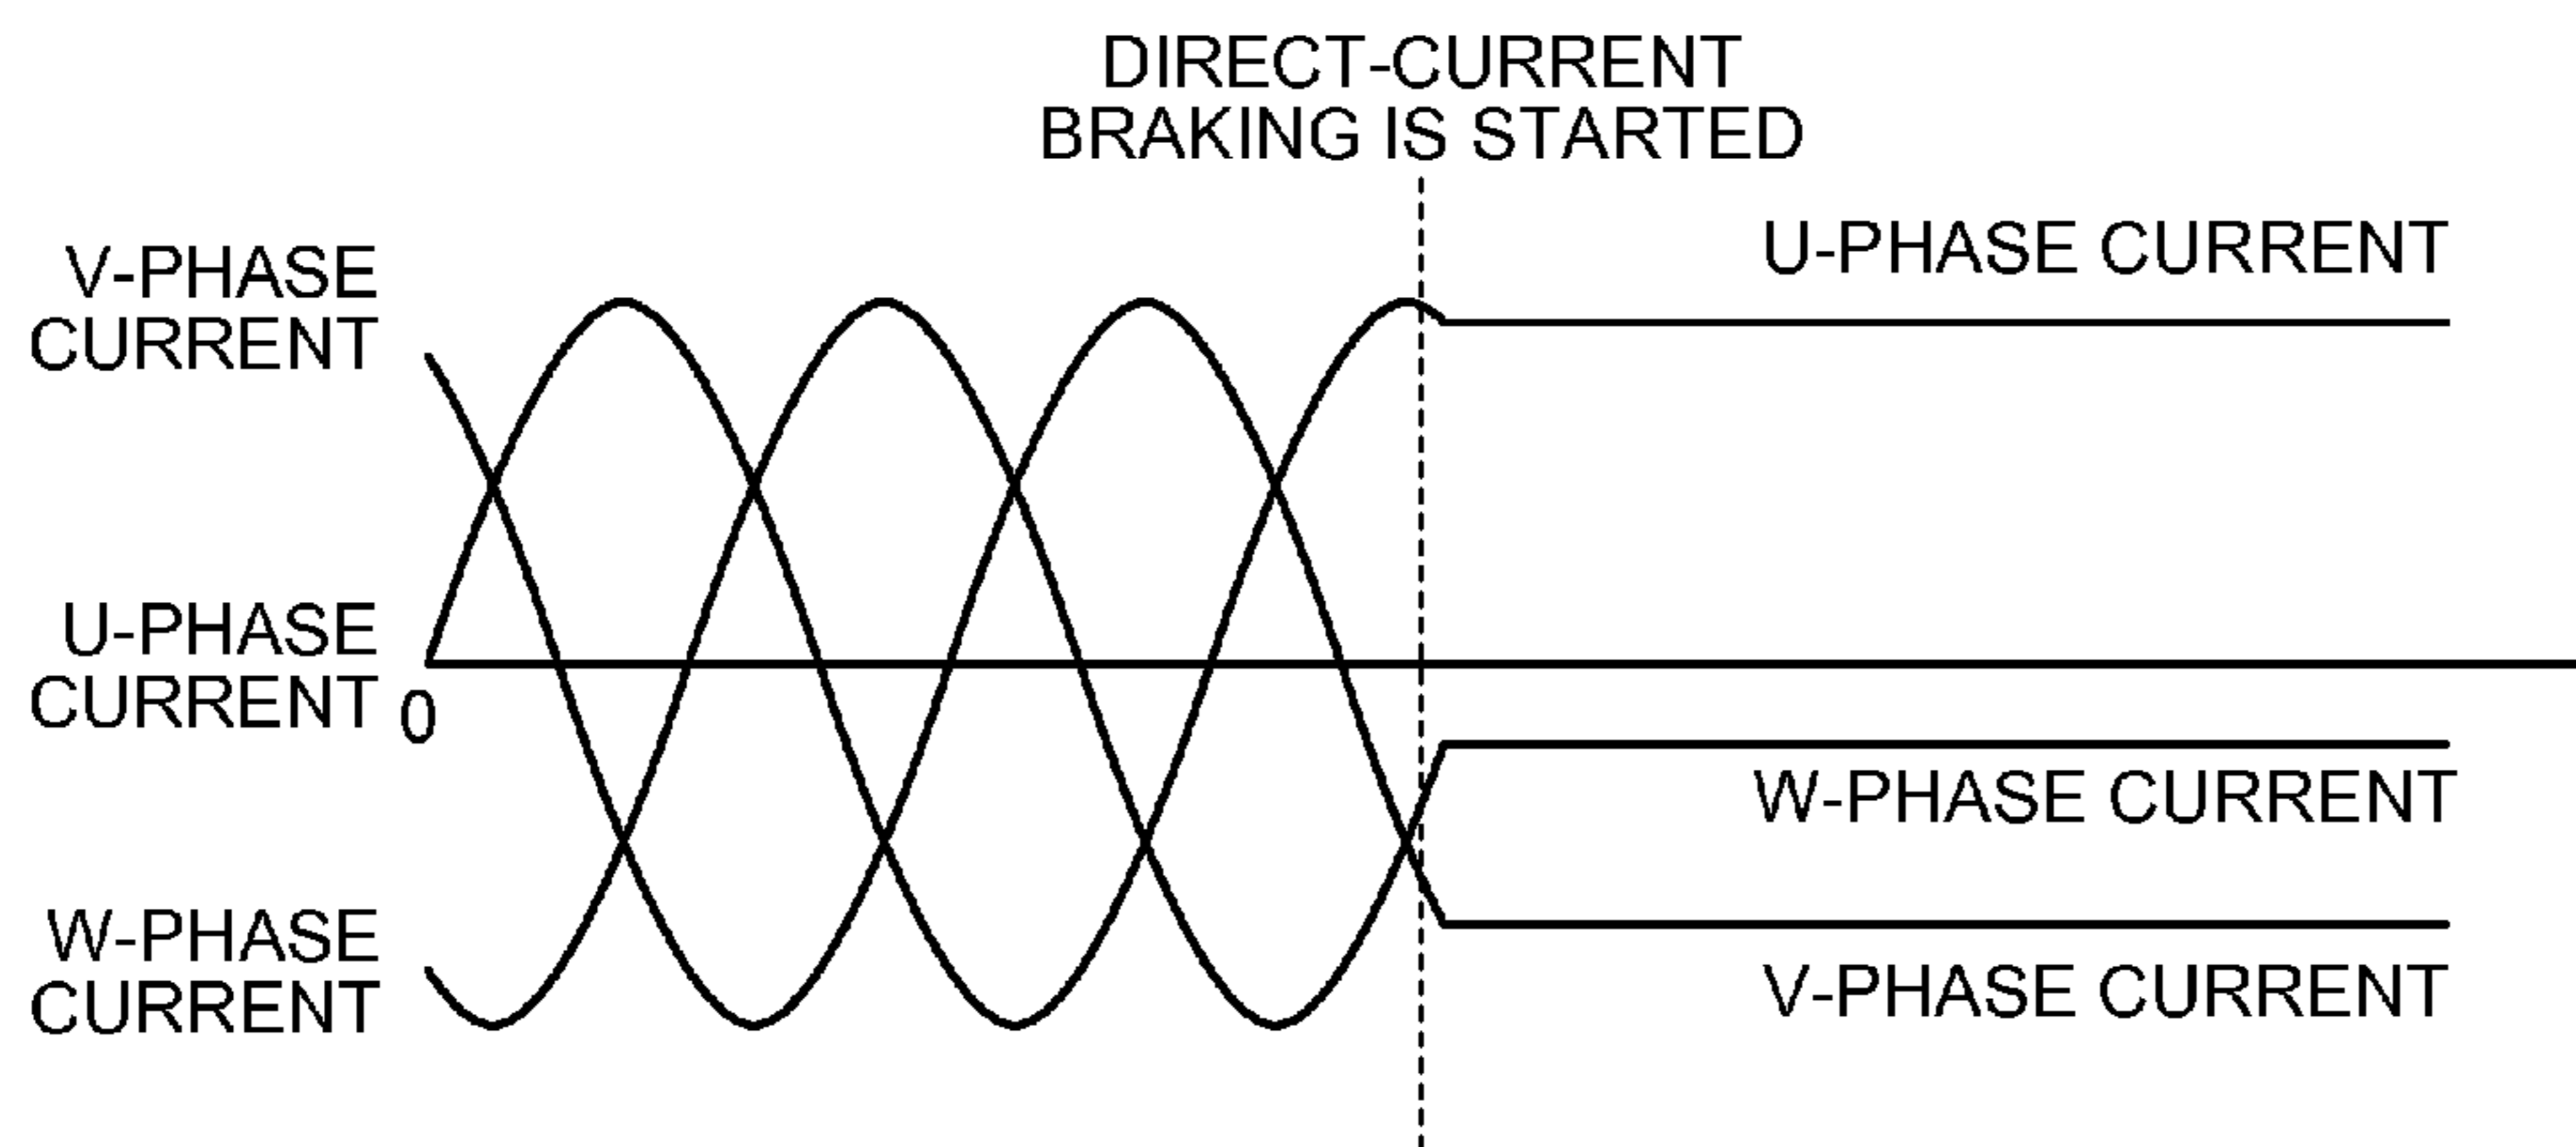 DIRECT-CURRENT
BRAKING IS STARTED
U-PHASE CURRENT
V-PHASE
CURRENT
U-PHASE
CURRENT
0
W-PHASE CURRENT
W-PHASE
CURRENT
V-PHASE CURRENT